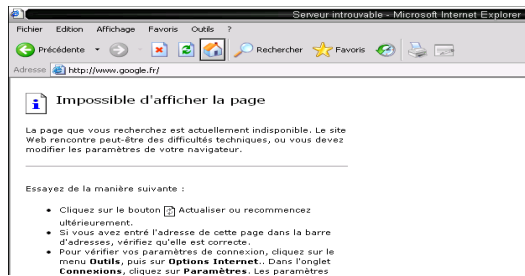 Serveur introuvable - Microsoft Internet Explorer
Fichier Edition Affichage Favoris Outils ?
Précédente Rechercher Favoris
Adresse http://www.google.fr/
Impossible d'afficher la page
La page que vous recherchez est actuellement indisponible. Le site
Web rencontre peut-être des difficultés techniques, ou vous devez
modifier les paramètres de votre navigateur.
Essayez de la manière suivante :
• Cliquez sur le bouton Actualiser ou recommencez
ultérieurement.
• Si vous avez entré l'adresse de cette page dans la barre
d'adresses, vérifiez qu'elle est correcte.
• Pour vérifier vos paramètres de connexion, cliquez sur le
menu Outils, puis sur Options Internet.. Dans l'onglet
Connexions, cliquez sur Paramètres. Les paramètres